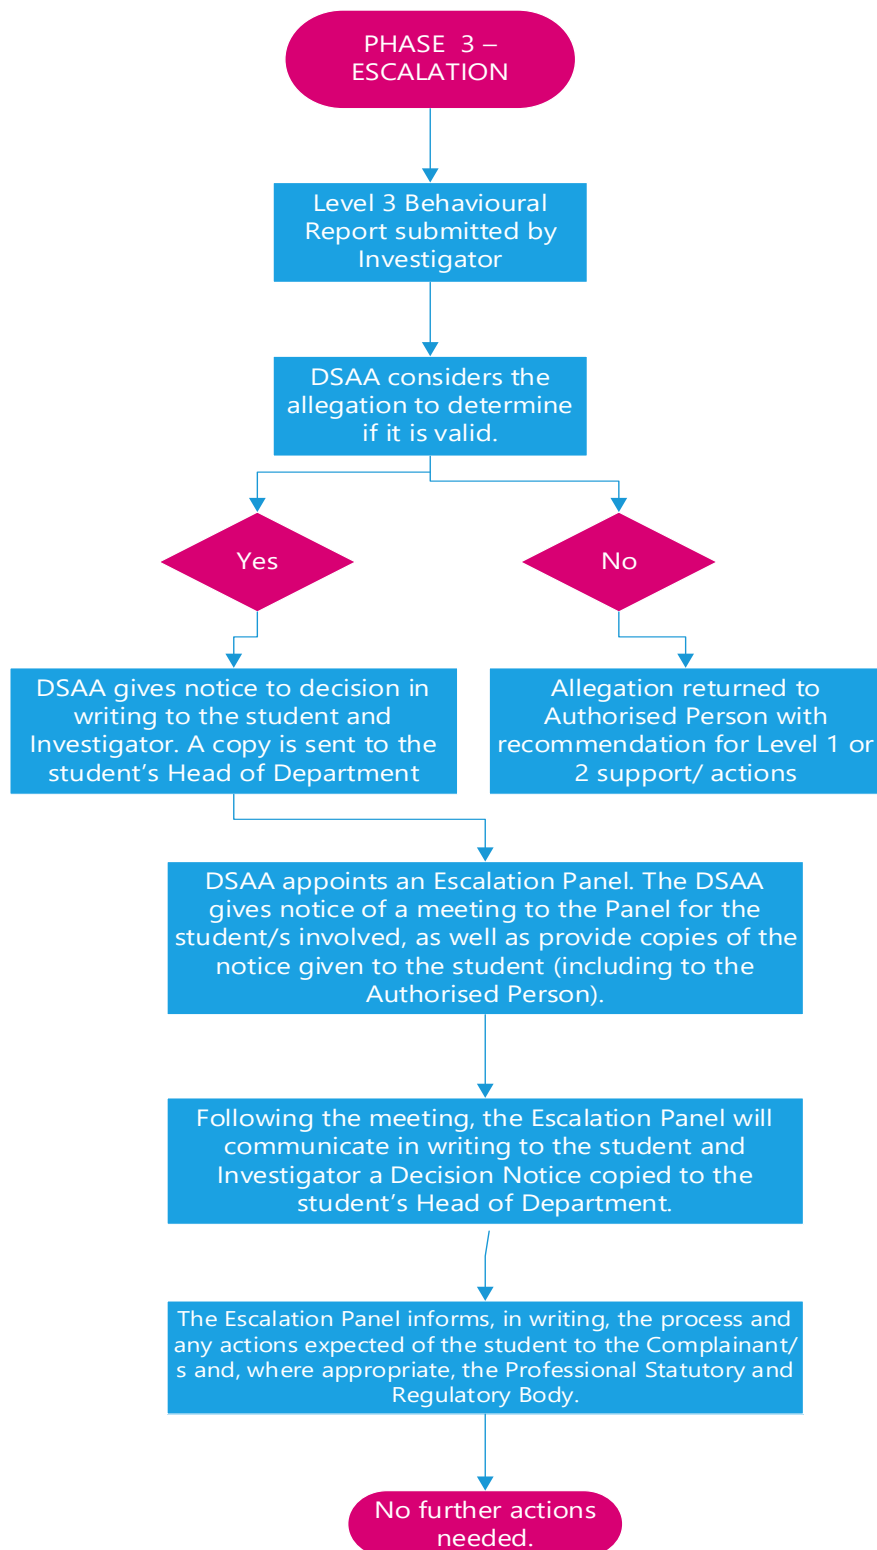 PHASE 3 –
ESCALATION
Level 3 Behavioural
Report submitted by
Investigator
DSAA considers the
allegation to determine
if it is valid.
Yes
No
DSAA gives notice to decision in
writing to the student and
Investigator. A copy is sent to the
student’s Head of Department
Allegation returned to
Authorised Person with
recommendation for Level 1 or
2 support/ actions
DSAA appoints an Escalation Panel. The DSAA
gives notice of a meeting to the Panel for the
student/s involved, as well as provide copies of the
notice given to the student (including to the
Authorised Person).
Following the meeting, the Escalation Panel will
communicate in writing to the student and
Investigator a Decision Notice copied to the
student’s Head of Department.
The Escalation Panel informs, in writing, the process and
any actions expected of the student to the Complainant/
s and, where appropriate, the Professional Statutory and
Regulatory Body.
No further actions
needed.